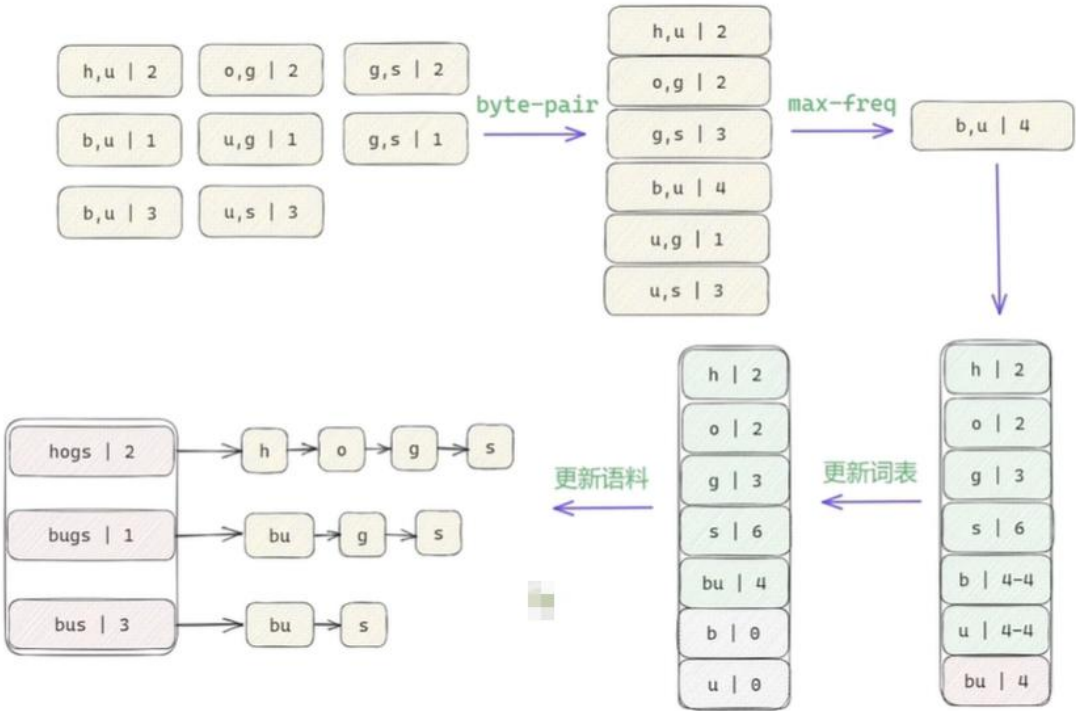 h,u | 2
o,g | 2
g,s | 2
b,u | 1
u,g | 1
g,s | 1
b,u | 3
u,s | 3
byte-pair
h,u | 2
o,g | 2
g,s | 3
b,u | 4
u,g | 1
u,s | 3
max-freq
b,u | 4
h | 2
o | 2
g | 3
s | 6
b | 4-4
u | 4-4
bu | 4
更新词表
h | 2
o | 2
g | 3
s | 6
bu | 4
b | 0
u | 0
更新语料
hogs | 2
h
o
g
s
bugs | 1
bu
g
s
bus | 3
bu
s